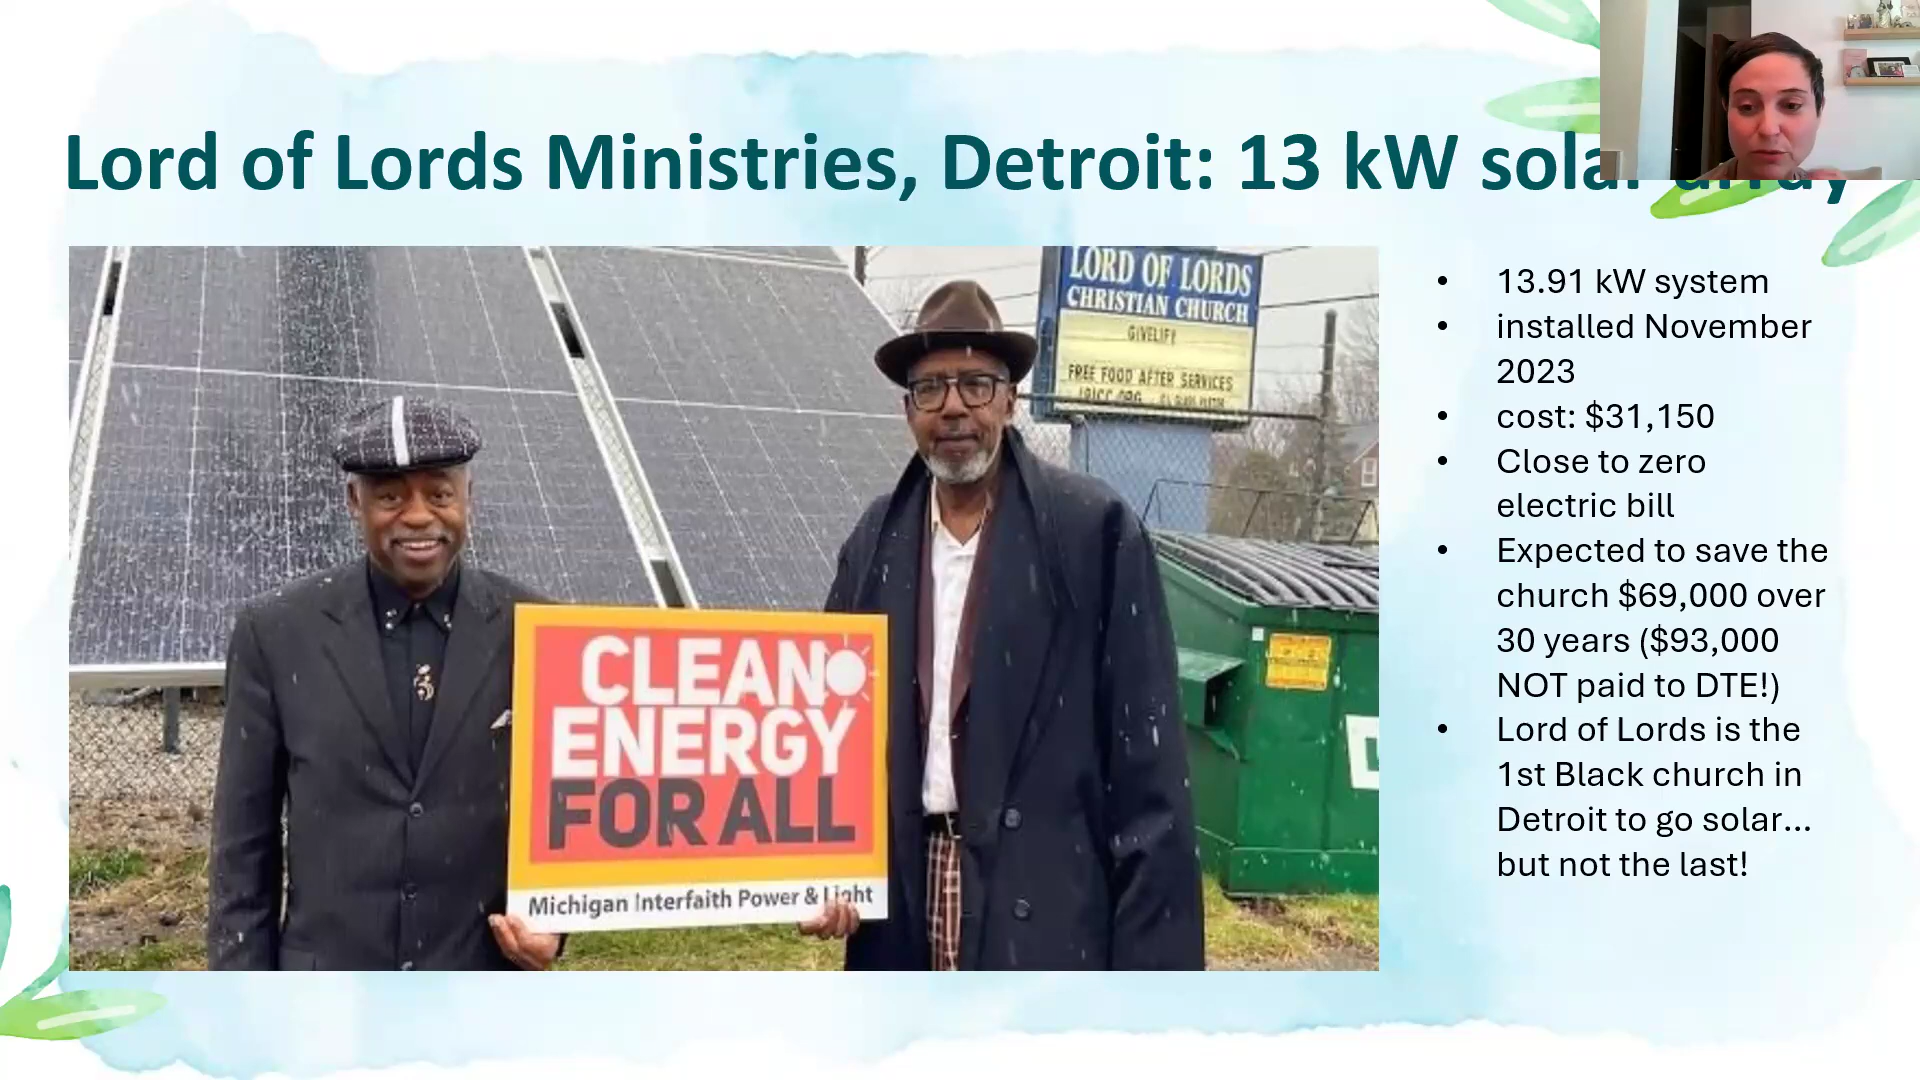 Lord of Lords Ministries, Detroit: 13 kW solar array
LORD OF LORDS
CHRISTIAN CHURCH
GIVELIFY
FREE FOOD AFTER SERVICES
CLEAN
ENERGY
FOR ALL
Michigan Interfaith Power & Light
• 13.91 kW system
• installed November
2023
• cost: $31,150
• Close to zero
electric bill
• Expected to save the
church $69,000 over
30 years ($93,000
NOT paid to DTE!)
• Lord of Lords is the
1st Black church in
Detroit to go solar...
but not the last!